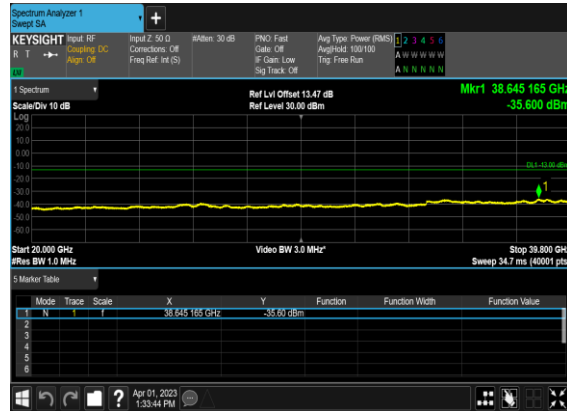 Spectrum Analyzer 1
Swept SA
KEYSIGHT Input: RF Input Z: 50 Ω #Atten: 30 dB PNO: Fast Avg Type: Power (RMS) 1 2 3 4 5 6
R T Coupling: DC Corrections: Off Gate: Off Avg|Hold: 100/100 A W W W W W
Align: Off Freq Ref: Int (S) IF Gain: Low Trig: Free Run
Sig Track: Off A N N N N N
1 Spectrum Ref Lvl Offset 13.47 dB Mkr1 38.645 165 GHz
Scale/Div 10 dB Ref Level 30.00 dBm -35.600 dBm
Log
20.0
10.0
0.00
-10.0 DL1 -13.00 dBm
-20.0
-30.0 1
-40.0
-50.0
-60.0
Start 20.000 GHz Video BW 3.0 MHz* Stop 39.800 GHz
#Res BW 1.0 MHz Sweep 34.7 ms (40001 pts)
5 Marker Table
Mode Trace Scale X Y Function Function Width Function Value
1 N 1 f 38.645 165 GHz -35.60 dBm
2
3
4
5
6
? Apr 01, 2023
1:33:44 PM